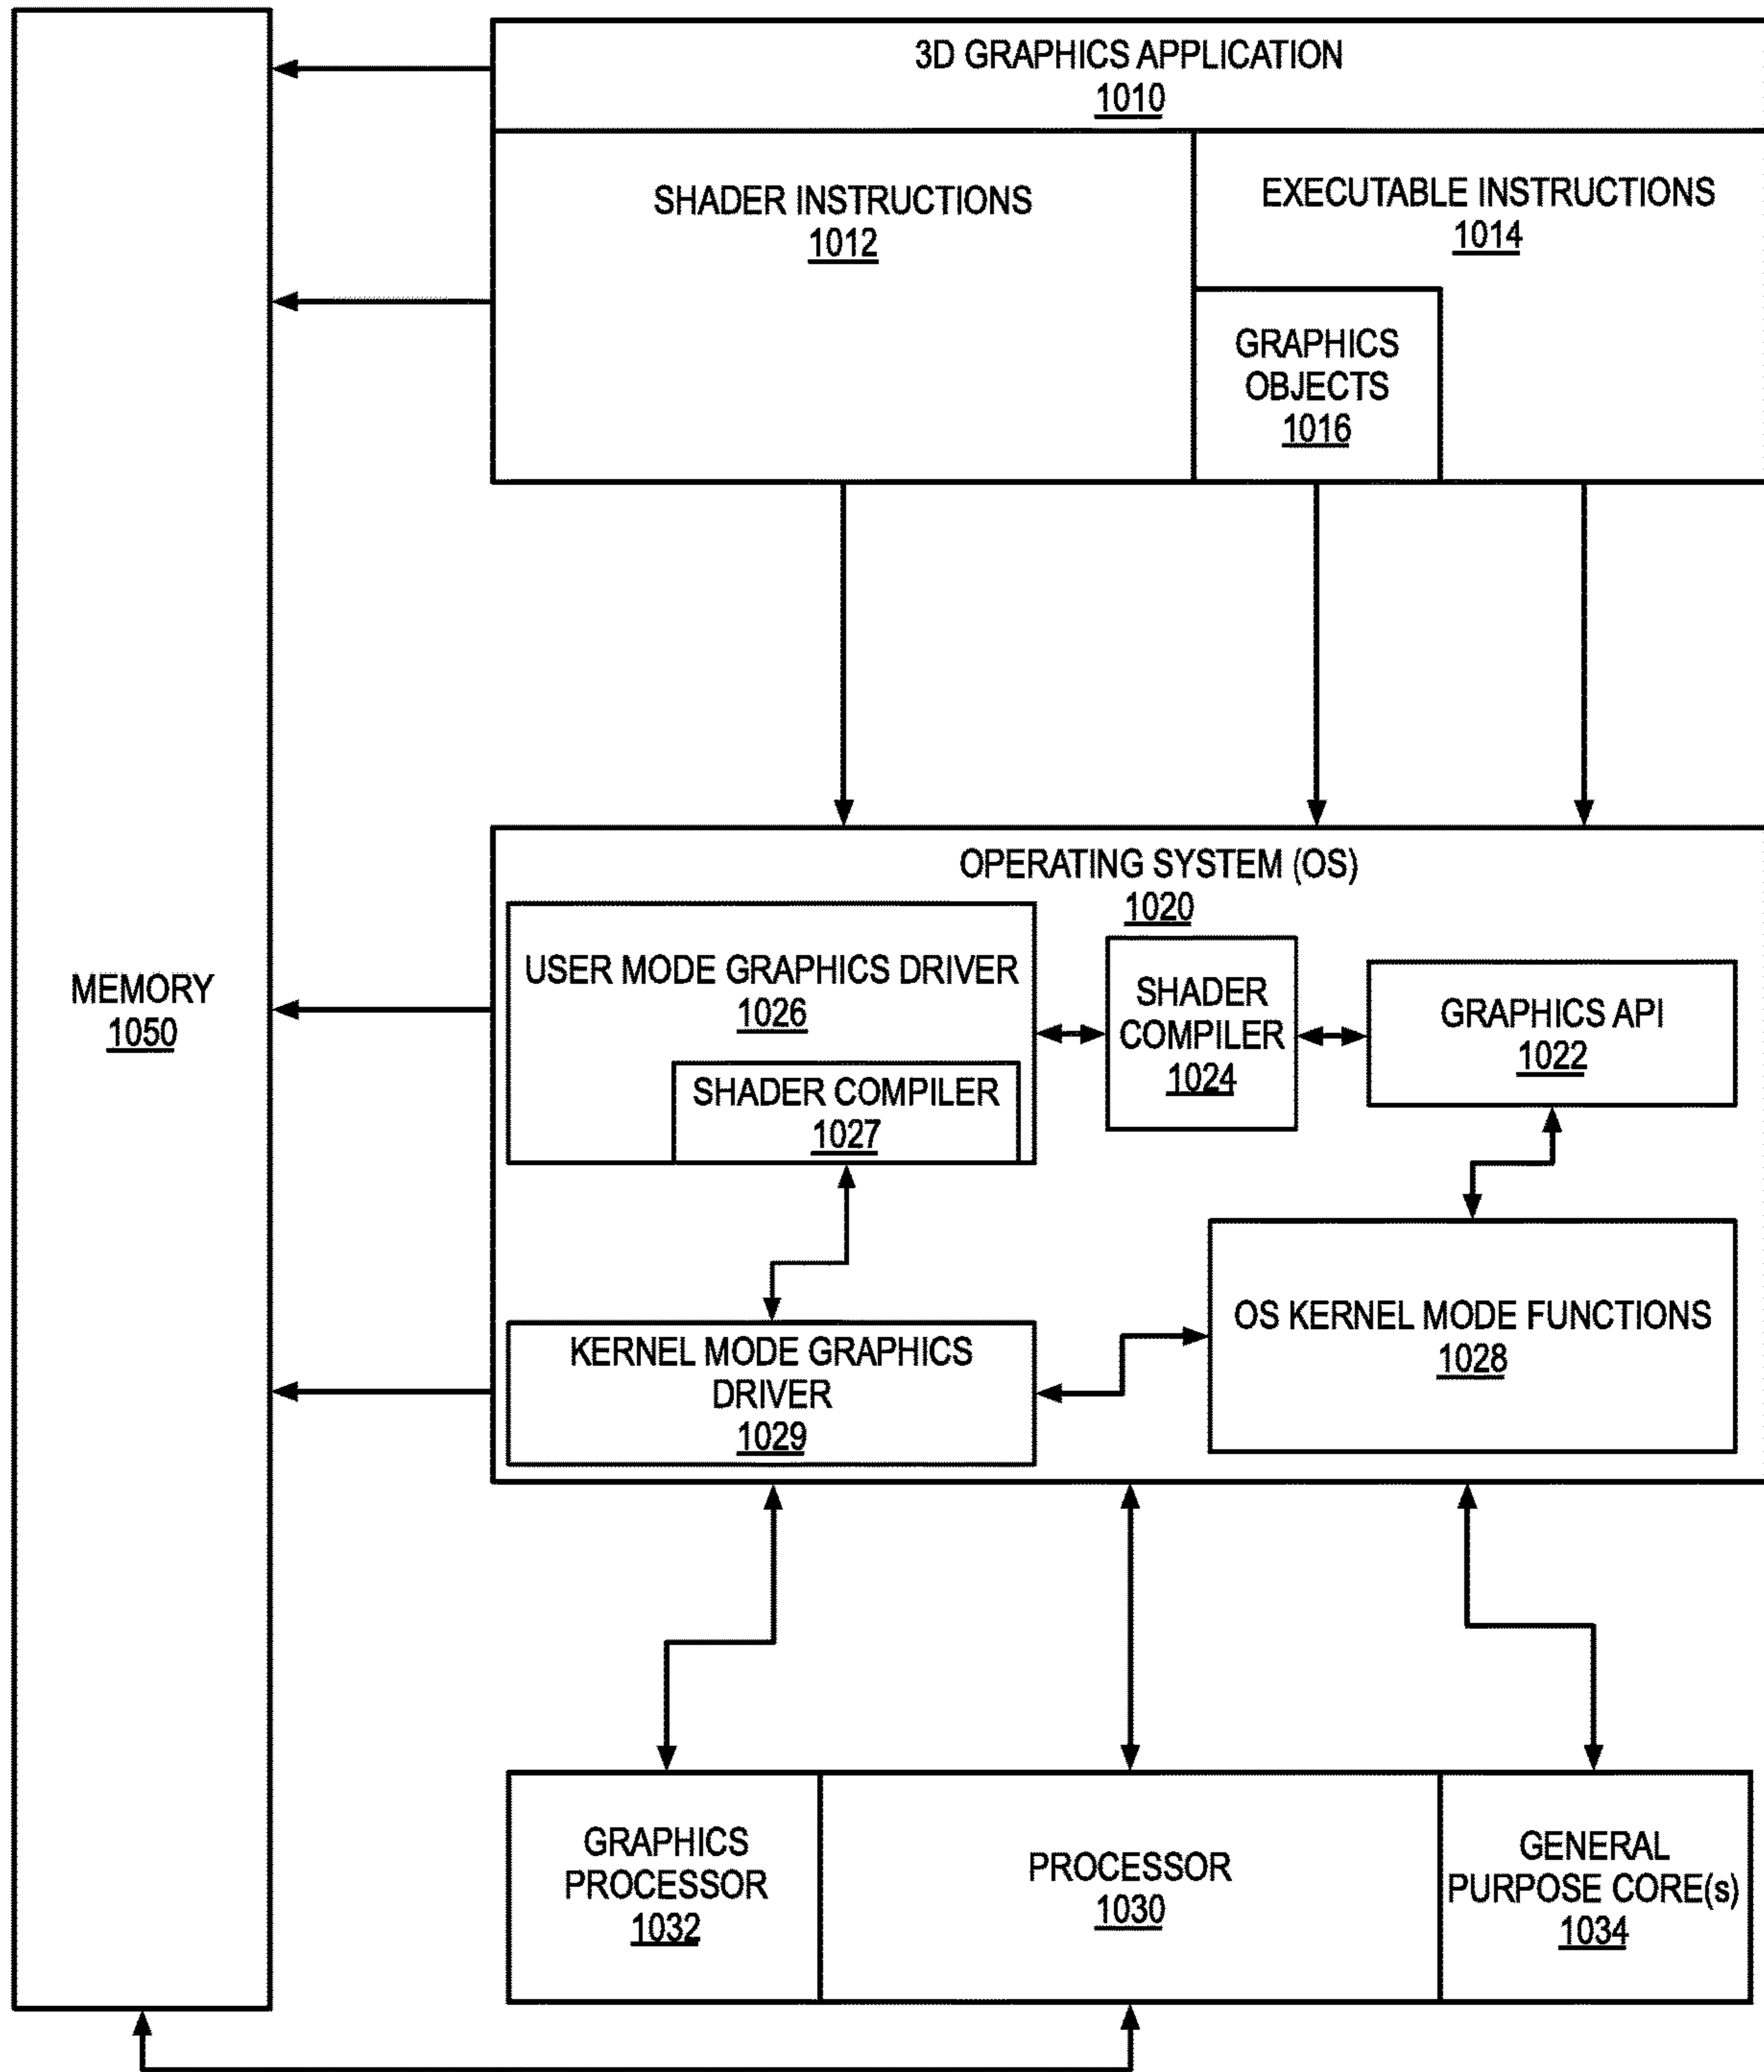 3D GRAPHICS APPLICATION
1010
SHADER INSTRUCTIONS
1012
EXECUTABLE INSTRUCTIONS
1014
GRAPHICS
OBJECTS
1016
MEMORY
1050
OPERATING SYSTEM (OS)
1020
USER MODE GRAPHICS DRIVER
1026
SHADER COMPILER
1027
SHADER
COMPILER
1024
GRAPHICS API
1022
KERNEL MODE GRAPHICS
DRIVER
1029
OS KERNEL MODE FUNCTIONS
1028
GRAPHICS
PROCESSOR
1032
PROCESSOR
1030
GENERAL
PURPOSE CORE(s)
1034